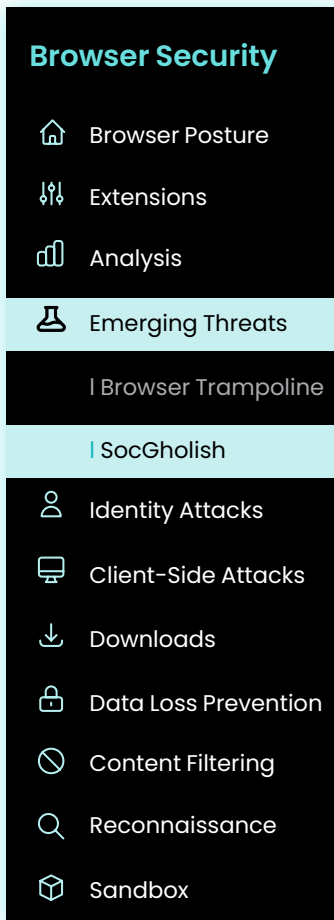 Browser Security
Browser Posture
Extensions
Analysis
Emerging Threats
| Browser Trampoline
| SocGholish
Identity Attacks
Client-Side Attacks
Downloads
Data Loss Prevention
Content Filtering
Reconnaissance
Sandbox